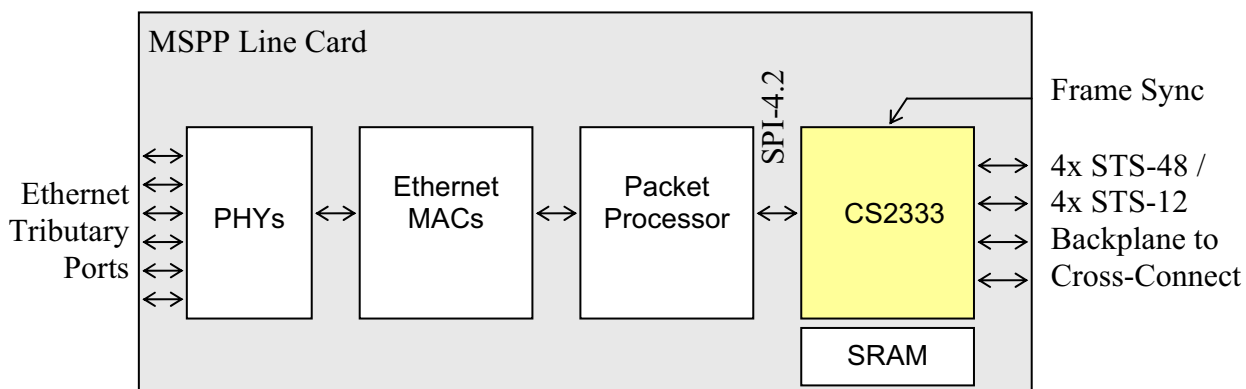 MSPP Line Card
Ethernet
Tributary
Ports
PHYs
Ethernet
MACs
Packet
Processor
SPI-4.2
CS2333
SRAM
Frame Sync
4x STS-48 /
4x STS-12
Backplane to
Cross-Connect